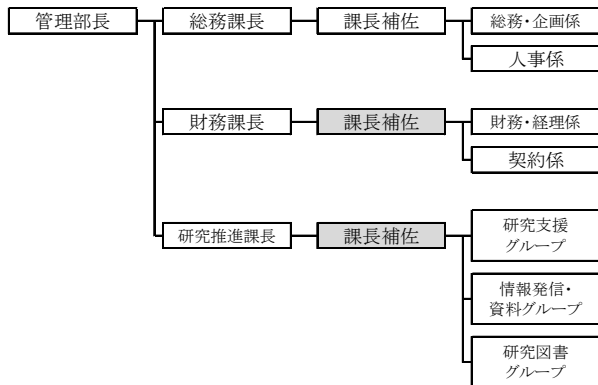 管理部長
総務課長
課長補佐
総務・企画係
人事係
財務課長
課長補佐
財務・経理係
契約係
研究推進課長
課長補佐
研究支援
グループ
情報発信・
資料グループ
研究図書
グループ